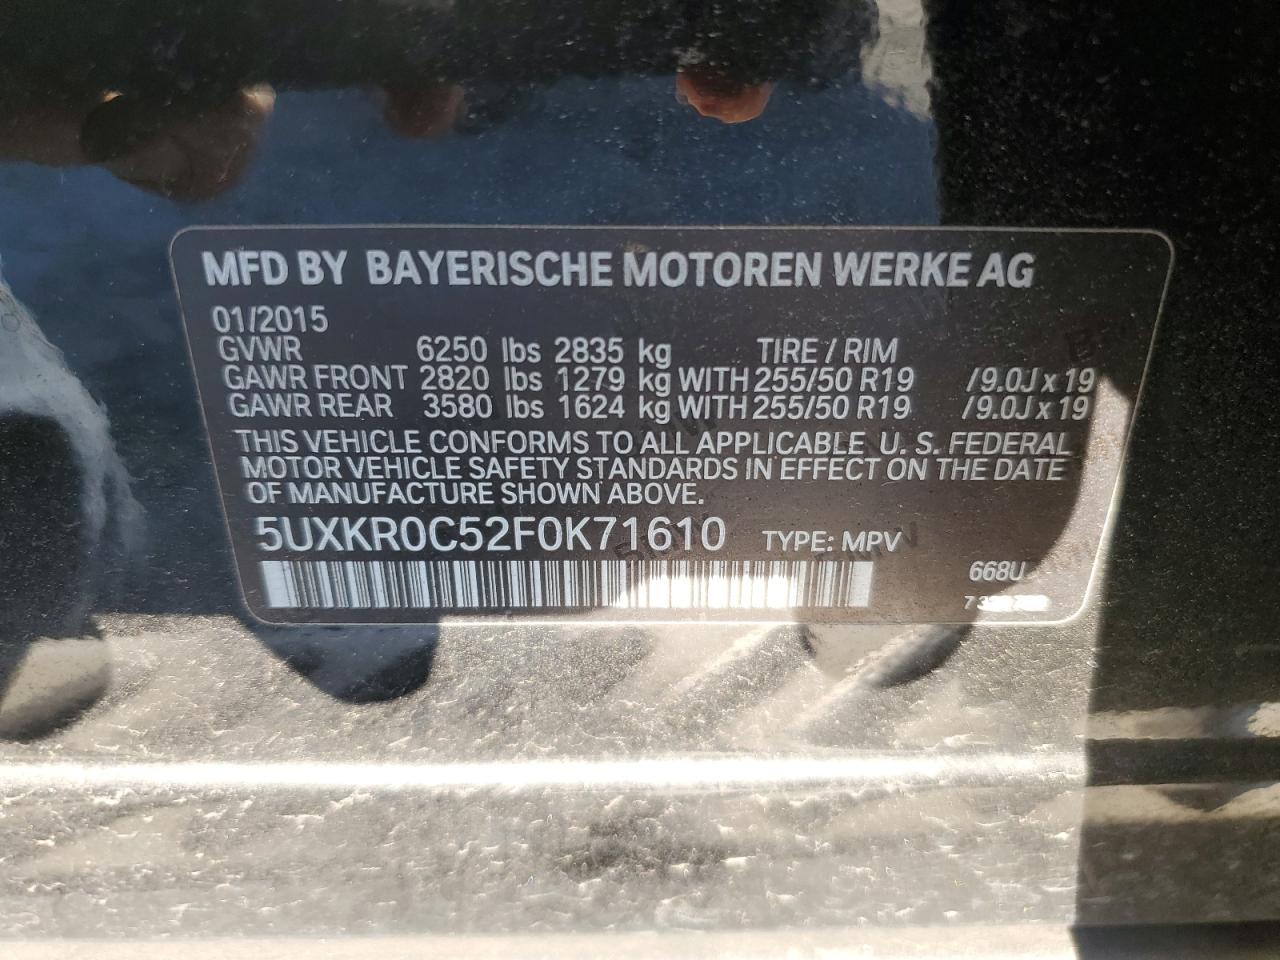 MFD BY BAYERISCHE MOTOREN WERKE AG
01/2015
GVWR 6250 lbs 2835 kg TIRE / RIM
GAWR FRONT 2820 lbs 1279 kg WITH 255/50 R19 /9.0J x 19
GAWR REAR 3580 lbs 1624 kg WITH 255/50 R19 /9.0J x 19
THIS VEHICLE CONFORMS TO ALL APPLICABLE U. S. FEDERAL
MOTOR VEHICLE SAFETY STANDARDS IN EFFECT ON THE DATE
OF MANUFACTURE SHOWN ABOVE.
5UXKR0C52F0K71610 TYPE: MPV
668U